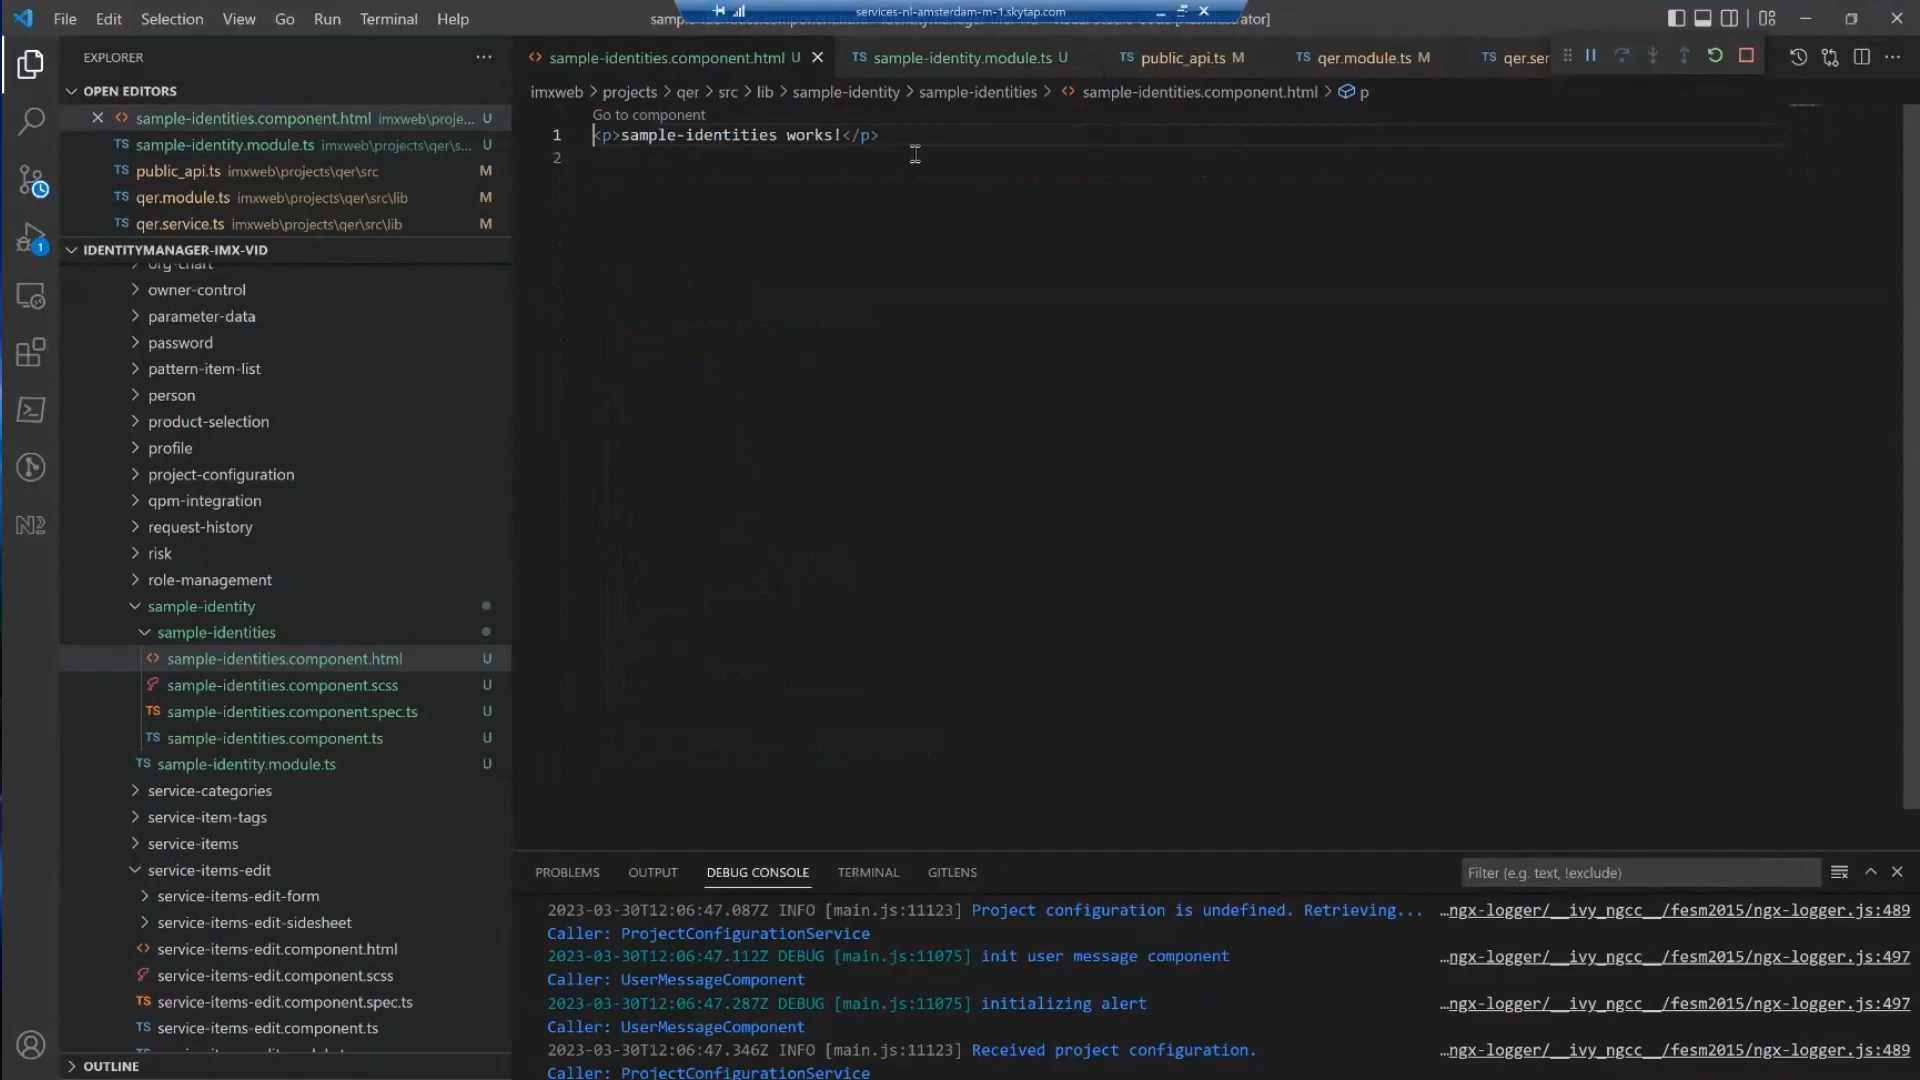 File Edit Selection View Go Run Terminal Help
services-nl-amsterdam-m-1.skytap.com
EXPLORER
OPEN EDITORS
sample-identities.component.html imxweb\proje... U
sample-identity.module.ts imxweb\projects\qer\s... U
public_api.ts imxweb\projects\qer\src M
qer.module.ts imxweb\projects\qer\src\lib M
qer.service.ts imxweb\projects\qer\src\lib M
IDENTITYMANAGER-IMX-VID
org-chart
owner-control
parameter-data
password
pattern-item-list
person
product-selection
profile
project-configuration
qpm-integration
request-history
risk
role-management
sample-identity
sample-identities
sample-identities.component.html U
sample-identities.component.scss U
sample-identities.component.spec.ts U
sample-identities.component.ts U
sample-identity.module.ts U
service-categories
service-item-tags
service-items
service-items-edit
service-items-edit-form
service-items-edit-sidesheet
service-items-edit.component.html
service-items-edit.component.scss
service-items-edit.component.spec.ts
service-items-edit.component.ts
OUTLINE
sample-identities.component.html U
TS sample-identity.module.ts U
TS public_api.ts M
TS qer.module.ts M
TS qer.ser
imxweb > projects > qer > src > lib > sample-identity > sample-identities > sample-identities.component.html > p
Go to component
1 <p>sample-identities works!</p>
2
PROBLEMS OUTPUT DEBUG CONSOLE TERMINAL GITLENS
Filter (e.g. text, !exclude)
2023-03-30T12:06:47.087Z INFO [main.js:11123] Project configuration is undefined. Retrieving... …ngx-logger/__ivy_ngcc__/fesm2015/ngx-logger.js:489
Caller: ProjectConfigurationService
2023-03-30T12:06:47.112Z DEBUG [main.js:11075] init user message component …ngx-logger/__ivy_ngcc__/fesm2015/ngx-logger.js:497
Caller: UserMessageComponent
2023-03-30T12:06:47.287Z DEBUG [main.js:11075] initializing alert …ngx-logger/__ivy_ngcc__/fesm2015/ngx-logger.js:497
Caller: UserMessageComponent
2023-03-30T12:06:47.346Z INFO [main.js:11123] Received project configuration. …ngx-logger/__ivy_ngcc__/fesm2015/ngx-logger.js:489
Caller: ProjectConfigurationService